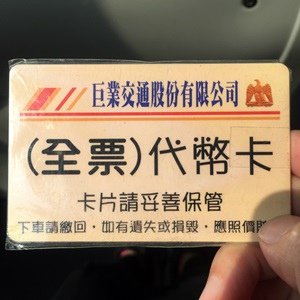 巨業交通股份有限公司
(全票)代幣卡
卡片請妥善保管
下車請繳回,如有遺失或損毀,應照價